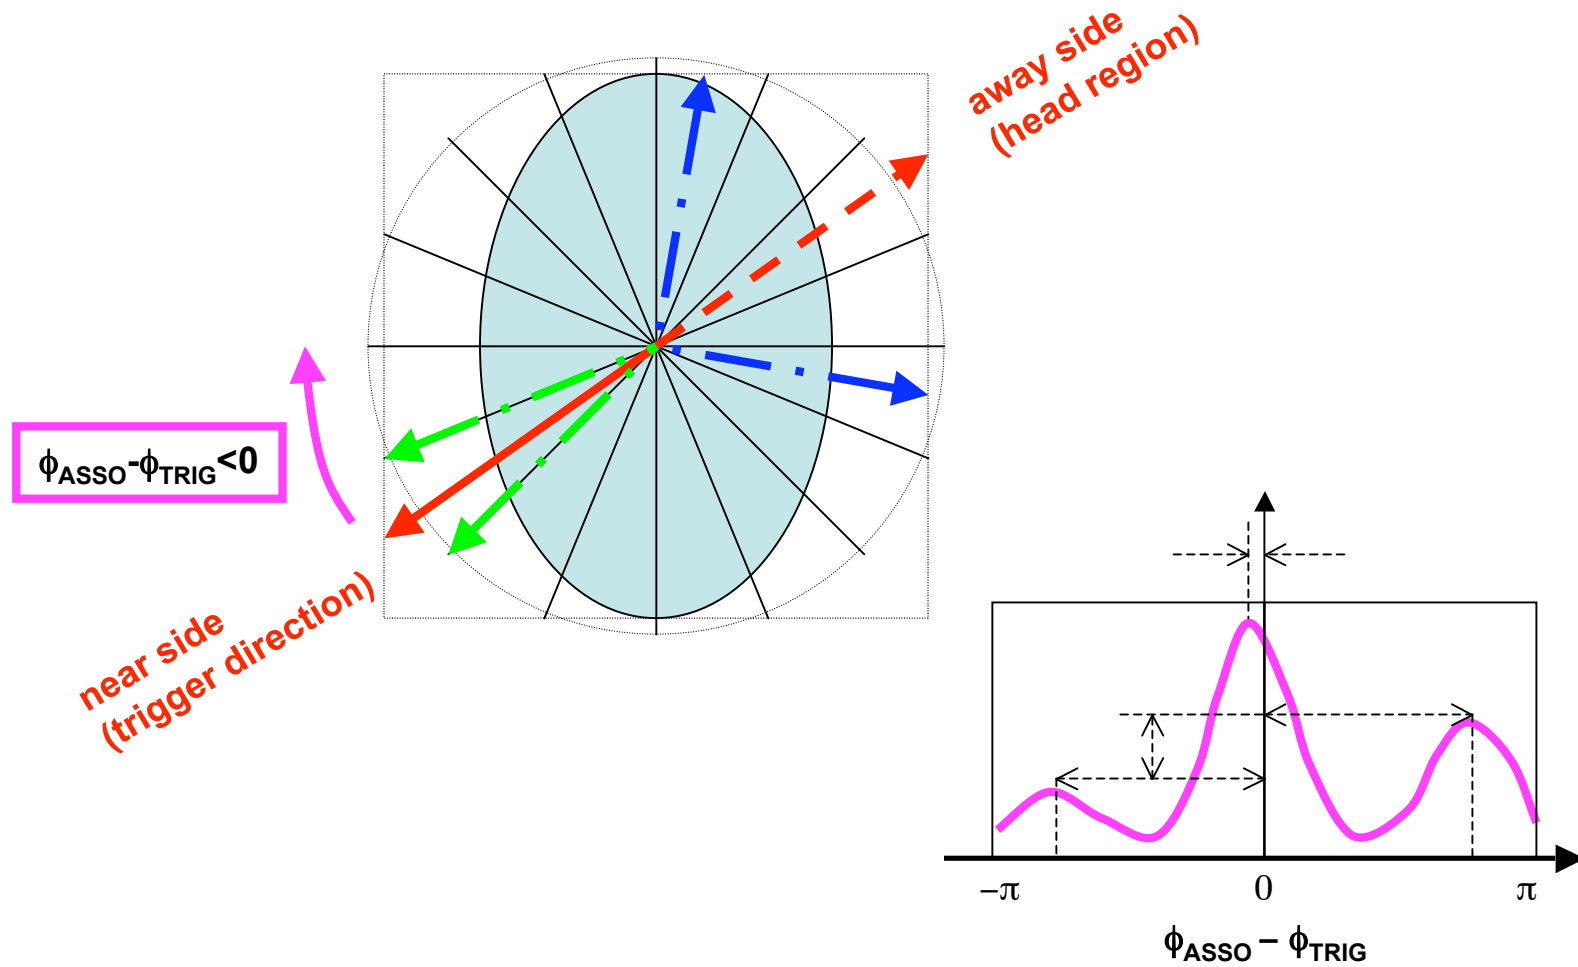 away side
(head region)
ϕASSO-ϕTRIG<0
near side
(trigger direction)
−π
0
π
ϕASSO − ϕTRIG